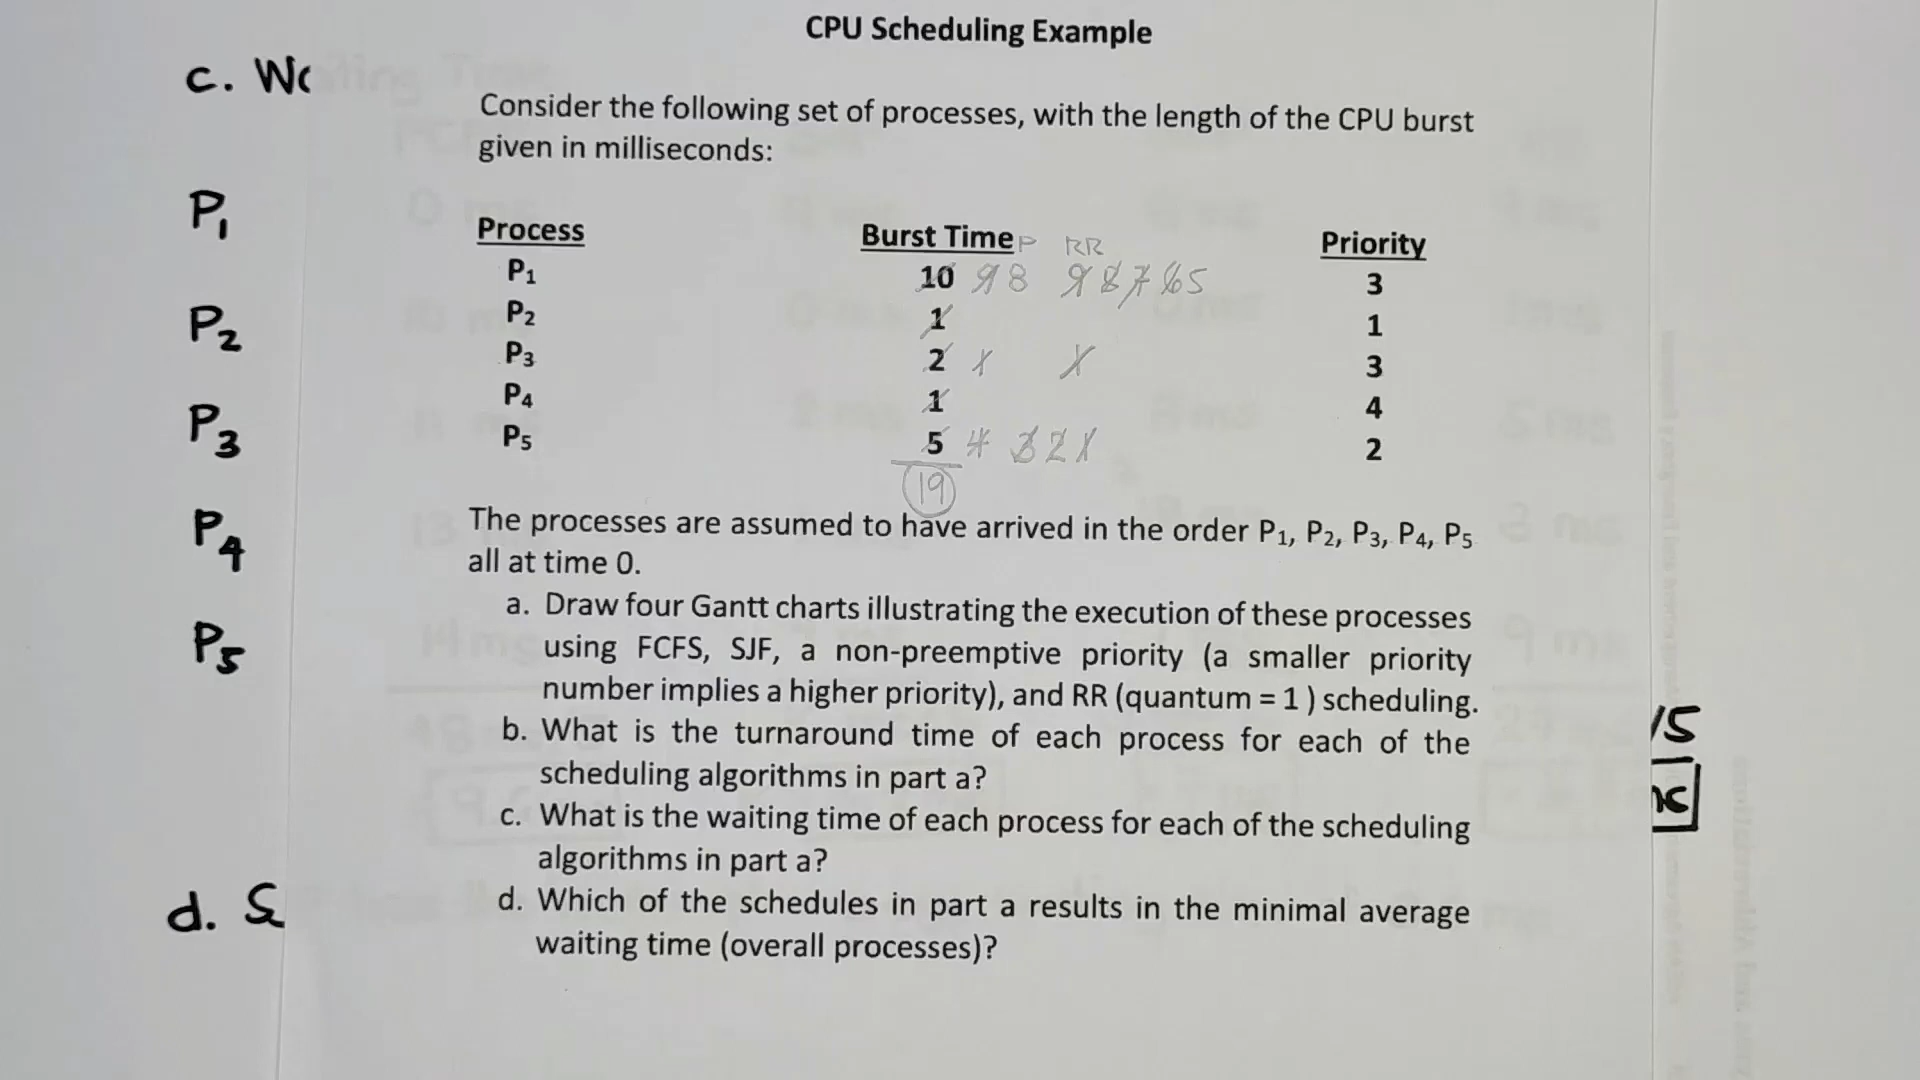 CPU Scheduling Example
c.
Consider the following set of processes, with the length of the CPU burst
given in milliseconds:
P₁
P₂
P₃
P₄
P₅
Process Burst Time P RR Priority
P₁ 10 9 8 9 8 7 6 5 3
P₂ 1 1
P₃ 2 1 1 3
P₄ 1 4
P₅ 5 4 3 2 1 2
19
The processes are assumed to have arrived in the order P₁, P₂, P₃, P₄, P₅
all at time 0.
a. Draw four Gantt charts illustrating the execution of these processes
using FCFS, SJF, a non-preemptive priority (a smaller priority
number implies a higher priority), and RR (quantum = 1 ) scheduling.
b. What is the turnaround time of each process for each of the
scheduling algorithms in part a?
c. What is the waiting time of each process for each of the scheduling
algorithms in part a?
d. Which of the schedules in part a results in the minimal average
waiting time (overall processes)?
d.